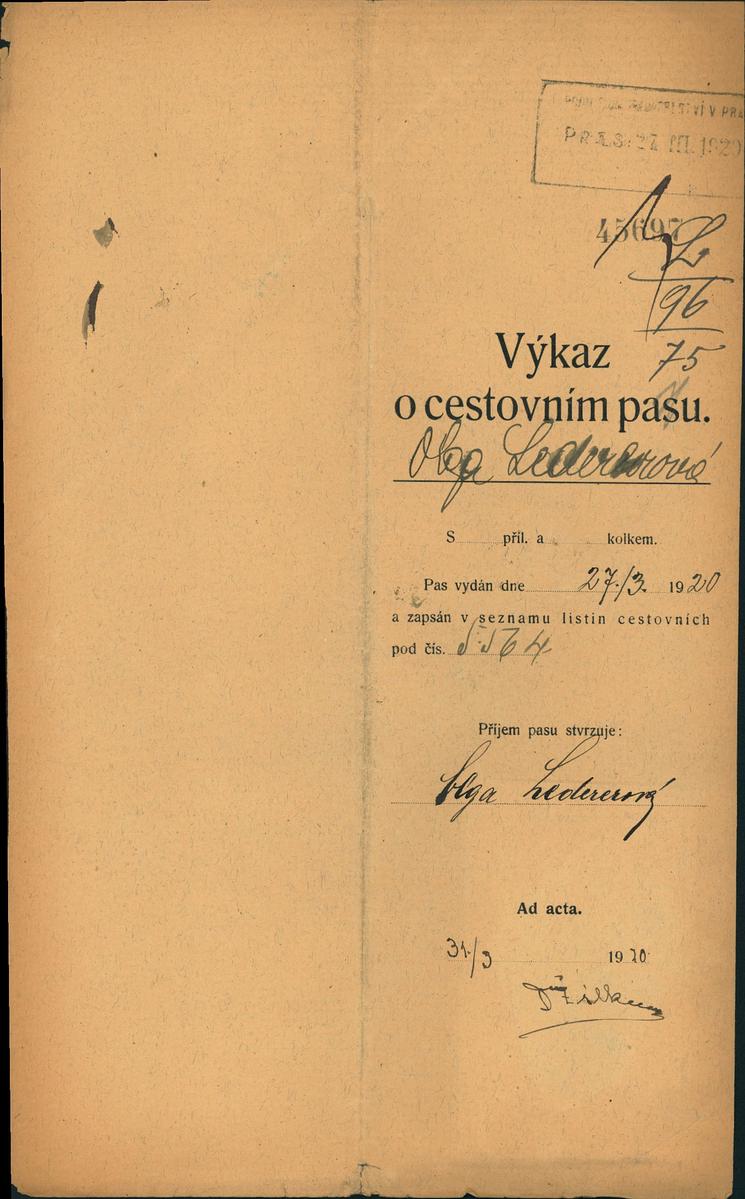 PRES. 27 III. 1920
45697
L
96
75
Výkaz
o cestovním pasu.
Olga Ledererová
S příl. a kolkem.
Pas vydán dne 27./3. 1920
a zapsán v seznamu listin cestovních
pod čís. 5564
Příjem pasu stvrzuje:
Olga Ledererová
Ad acta.
31./3 1920